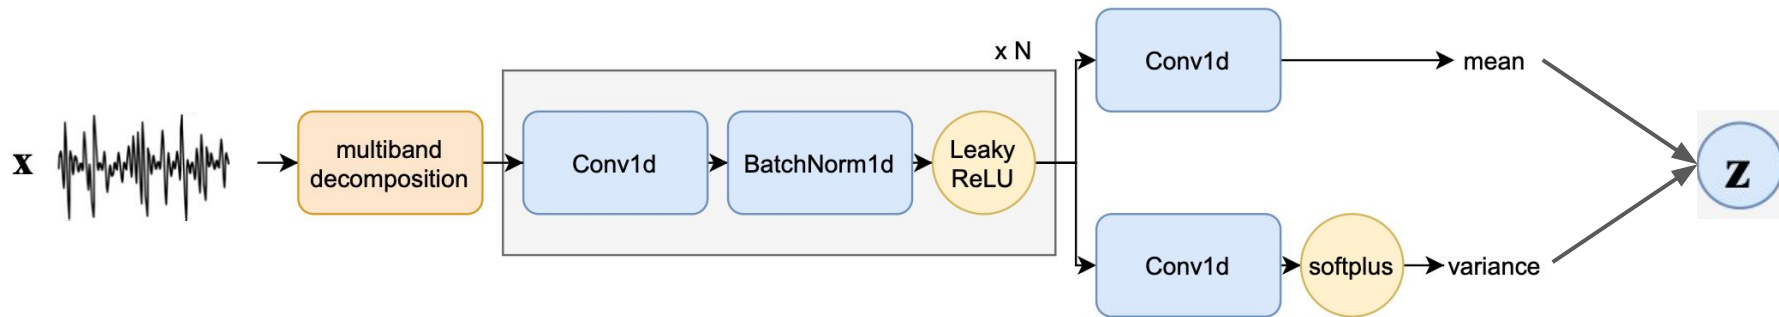 x
multiband
decomposition
x N
Conv1d
BatchNorm1d
Leaky
ReLU
Conv1d
mean
Conv1d
softplus
variance
z